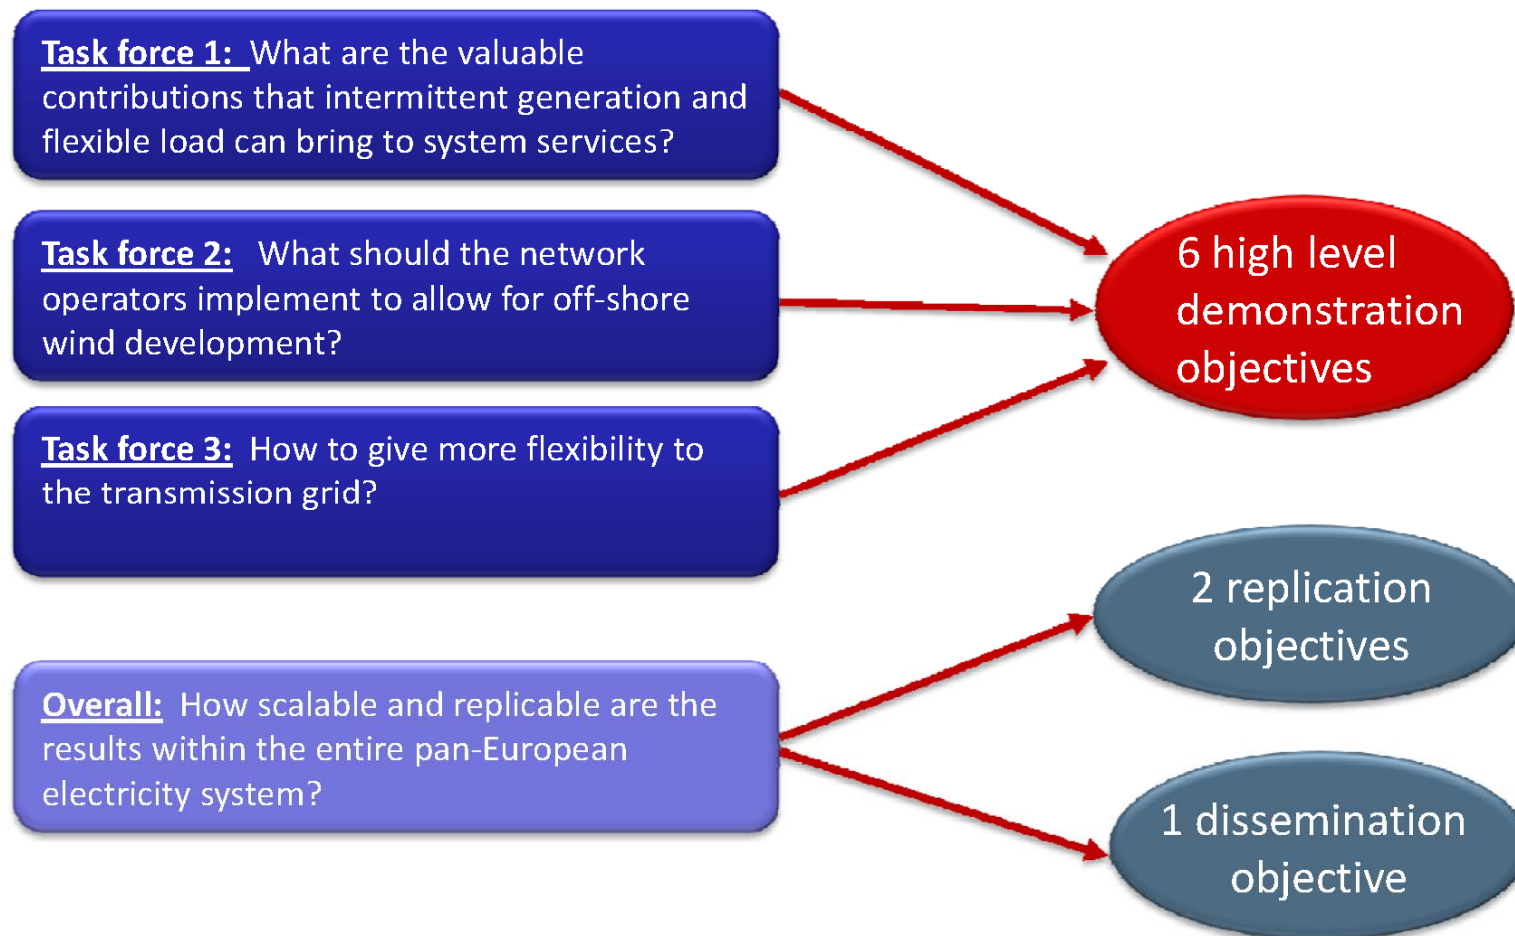 Task force 1: What are the valuable
contributions that intermittent generation and
flexible load can bring to system services?
Task force 2: What should the network
operators implement to allow for off-shore
wind development?
Task force 3: How to give more flexibility to
the transmission grid?
6 high level
demonstration
objectives
Overall: How scalable and replicable are the
results within the entire pan-European
electricity system?
2 replication
objectives
1 dissemination
objective